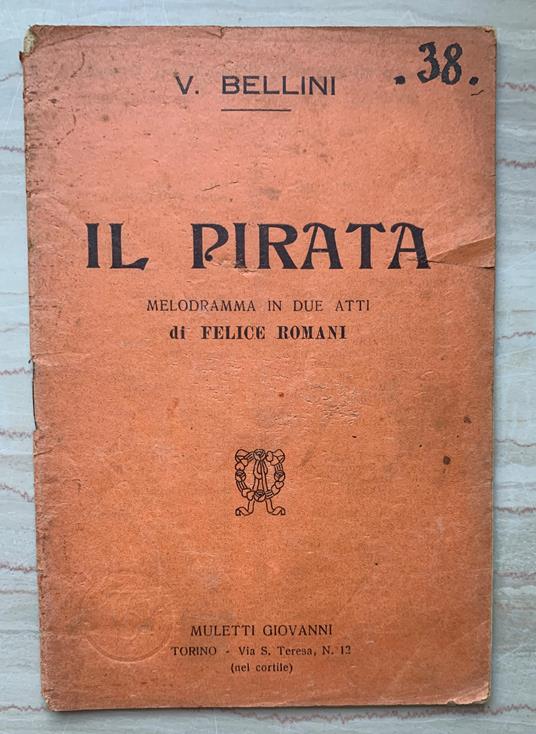 .38.
V. BELLINI
IL PIRATA
MELODRAMMA IN DUE ATTI
di FELICE ROMANI
MULETTI GIOVANNI
TORINO - Via S. Teresa, N. 12
(nel cortile)